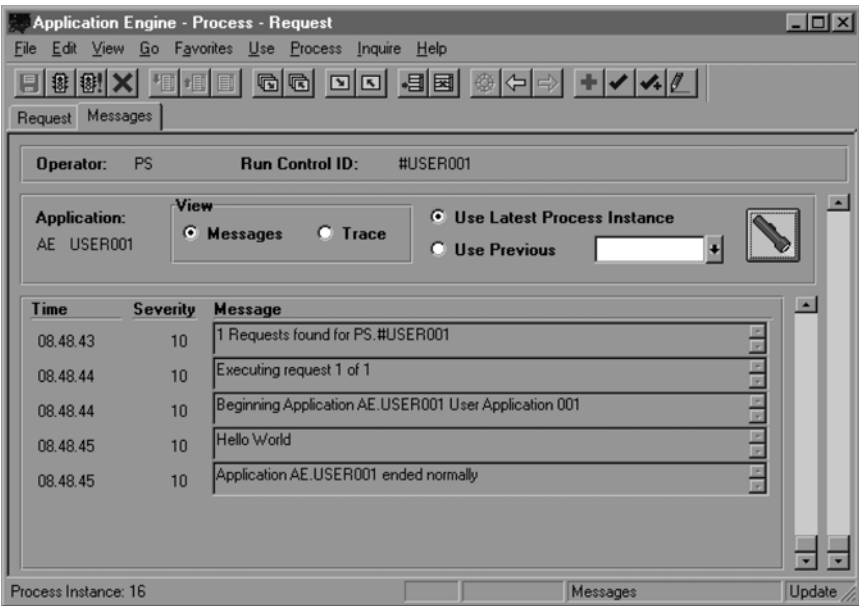 Application Engine - Process - Request
File Edit View Go Favorites Use Process Inquire Help
Request Messages
Operator: PS Run Control ID: #USER001
Application:
AE USER001
View
Messages Trace
Use Latest Process Instance
Use Previous
Time Severity Message
08.48.43 10 1 Requests found for PS.#USER001
08.48.44 10 Executing request 1 of 1
08.48.44 10 Beginning Application AE.USER001 User Application 001
08.48.45 10 Hello World
08.48.45 10 Application AE.USER001 ended normally
Process Instance: 16 Messages Update